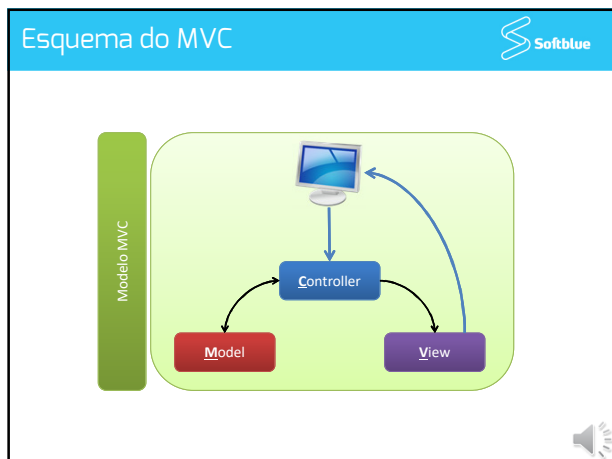 Esquema do MVC
Softblue
Modelo MVC
Controller
Model
View